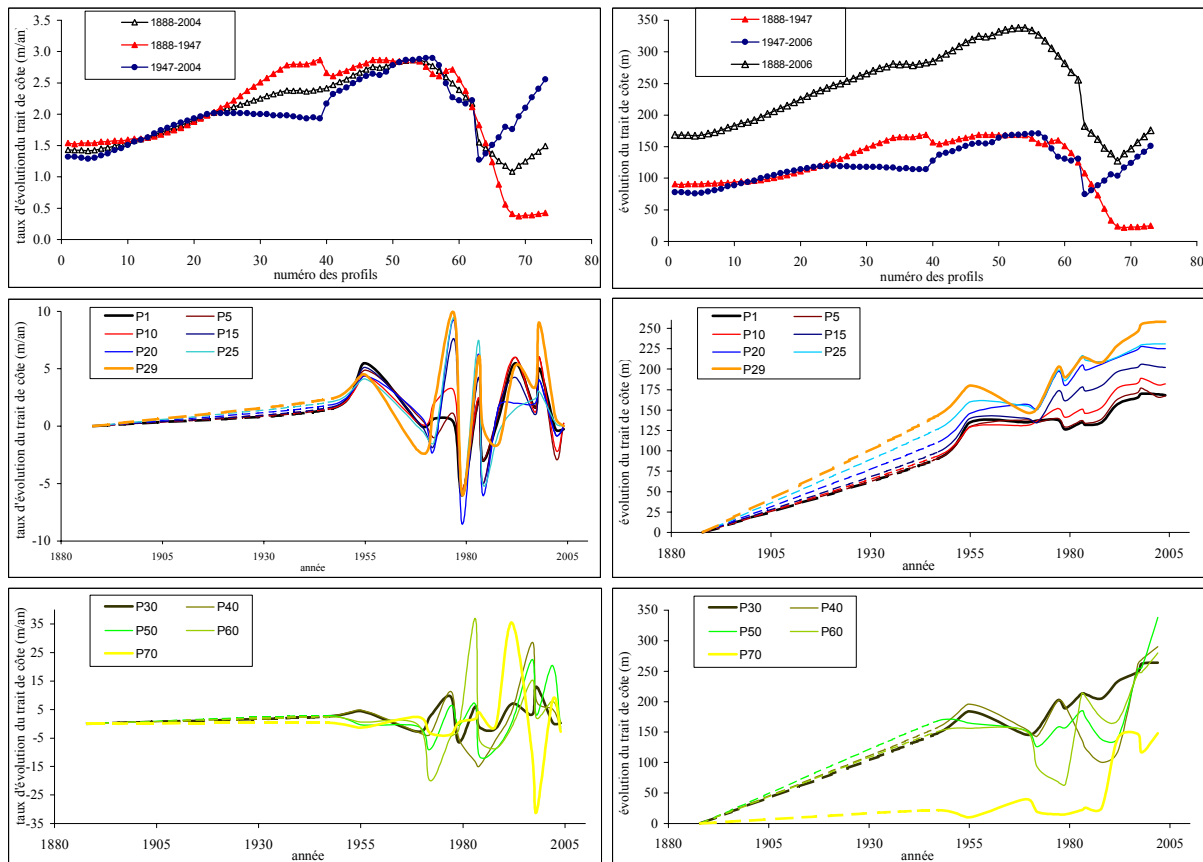 taux d'évolution du trait de côte (m/an)
3.5
3.0
2.5
2.0
1.5
1.0
0.5
0.0
1888-2004
1888-1947
1947-2004
0 10 20 30 40 50 60 70 80
numéro des profils
évolution du trait de côte (m)
350
300
250
200
150
100
50
0
1888-1947
1947-2006
1888-2006
0 10 20 30 40 50 60 70 80
numéro des profils
taux d'évolution du trait de côte (m/an)
10
5
0
-5
-10
P1 P5
P10 P15
P20 P25
P29
1880 1905 1930 1955 1980 2005
année
évolution du trait de côte (m)
250
225
200
175
150
125
100
75
50
25
0
P1 P5
P10 P15
P20 P25
P29
1880 1905 1930 1955 1980 2005
année
taux d'évolution du trait de côte (m/an)
35
25
15
5
-5
-15
-25
-35
P30 P40
P50 P60
P70
1880 1905 1930 1955 1980 2005
année
évolution du trait de côte (m)
350
300
250
200
150
100
50
0
P30 P40
P50 P60
P70
1880 1905 1930 1955 1980 2005
année